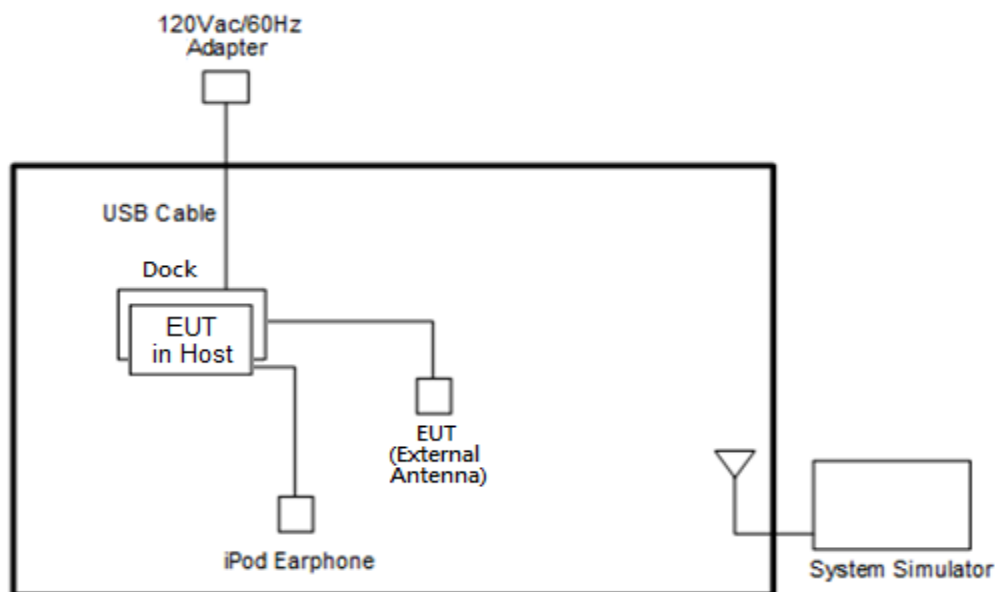 120Vac/60Hz
Adapter
USB Cable
Dock
EUT
in Host
EUT
(External
Antenna)
iPod Earphone
System Simulator